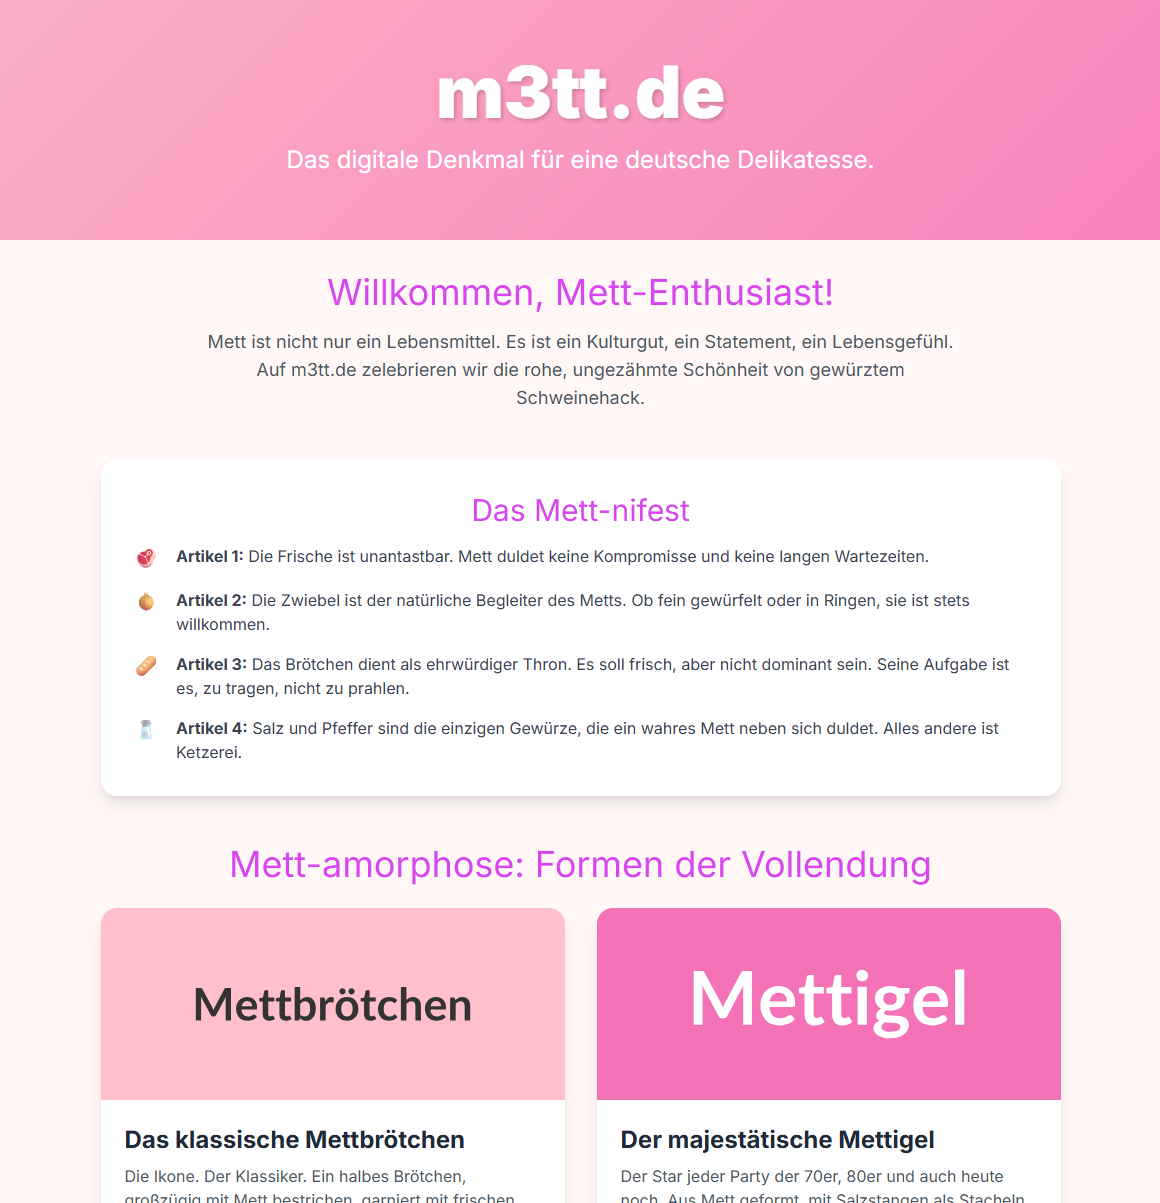 m3tt.de
Das digitale Denkmal für eine deutsche Delikatesse.
Willkommen, Mett-Enthusiast!
Mett ist nicht nur ein Lebensmittel. Es ist ein Kulturgut, ein Statement, ein Lebensgefühl.
Auf m3tt.de zelebrieren wir die rohe, ungezähmte Schönheit von gewürztem
Schweinehack.
Das Mett-nifest
Artikel 1: Die Frische ist unantastbar. Mett duldet keine Kompromisse und keine langen Wartezeiten.
Artikel 2: Die Zwiebel ist der natürliche Begleiter des Metts. Ob fein gewürfelt oder in Ringen, sie ist stets
willkommen.
Artikel 3: Das Brötchen dient als ehrwürdiger Thron. Es soll frisch, aber nicht dominant sein. Seine Aufgabe ist
es, zu tragen, nicht zu prahlen.
Artikel 4: Salz und Pfeffer sind die einzigen Gewürze, die ein wahres Mett neben sich duldet. Alles andere ist
Ketzerei.
Mett-amorphose: Formen der Vollendung
Mettbrötchen
Das klassische Mettbrötchen
Die Ikone. Der Klassiker. Ein halbes Brötchen,
großzügig mit Mett bestrichen, garniert mit frischen
Mettigel
Der majestätische Mettigel
Der Star jeder Party der 70er, 80er und auch heute
noch. Aus Mett geformt, mit Salzstangen als Stacheln